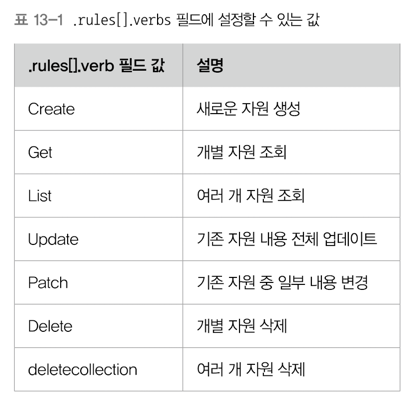 표 13-1 .rules[].verbs 필드에 설정할 수 있는 값
.rules[].verb 필드 값 설명
Create 새로운 자원 생성
Get 개별 자원 조회
List 여러 개 자원 조회
Update 기존 자원 내용 전체 업데이트
Patch 기존 자원 중 일부 내용 변경
Delete 개별 자원 삭제
deletecollection 여러 개 자원 삭제